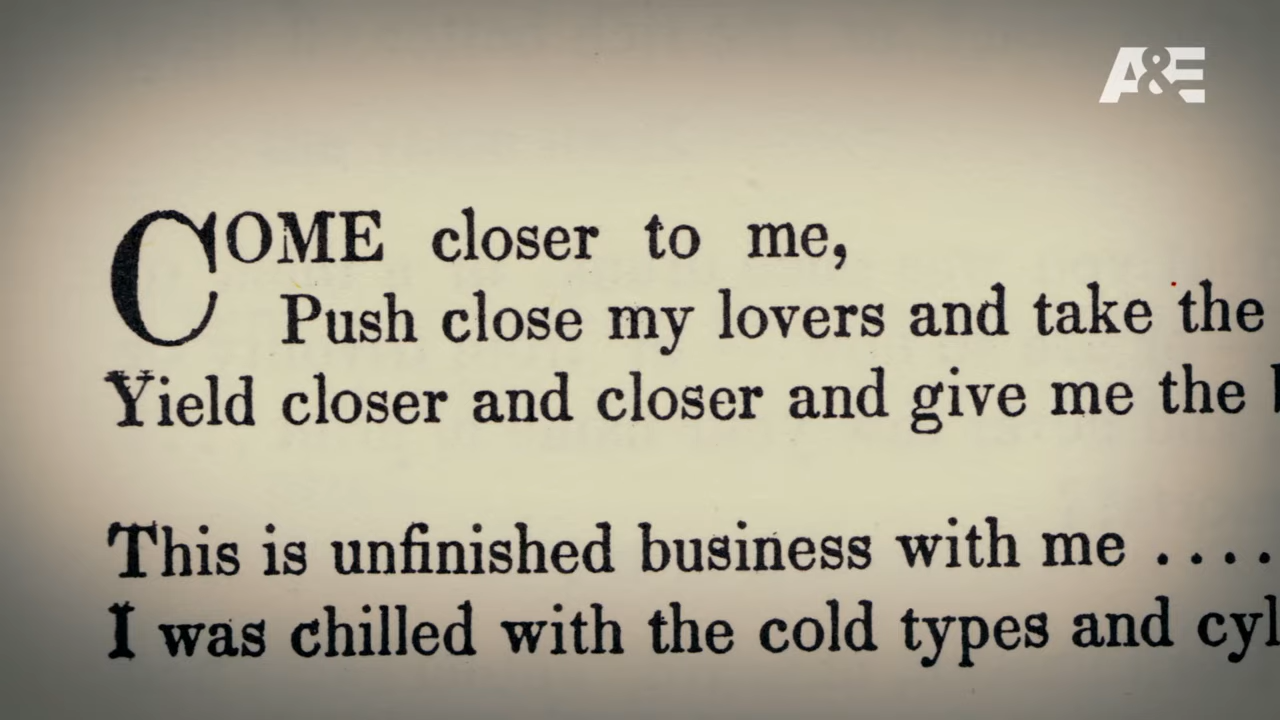 A&E
COME closer to me,
Push close my lovers and take the
Yield closer and closer and give me the
This is unfinished business with me ....
I was chilled with the cold types and cyl